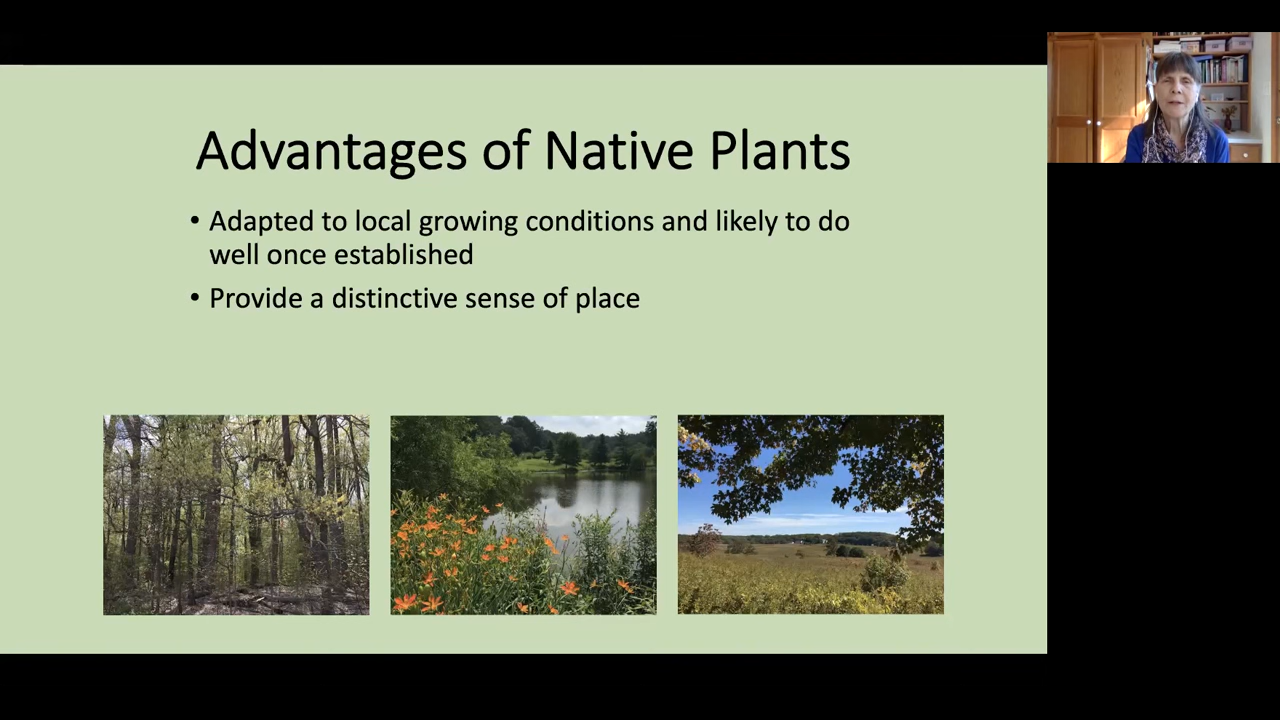 Advantages of Native Plants
• Adapted to local growing conditions and likely to do
well once established
• Provide a distinctive sense of place